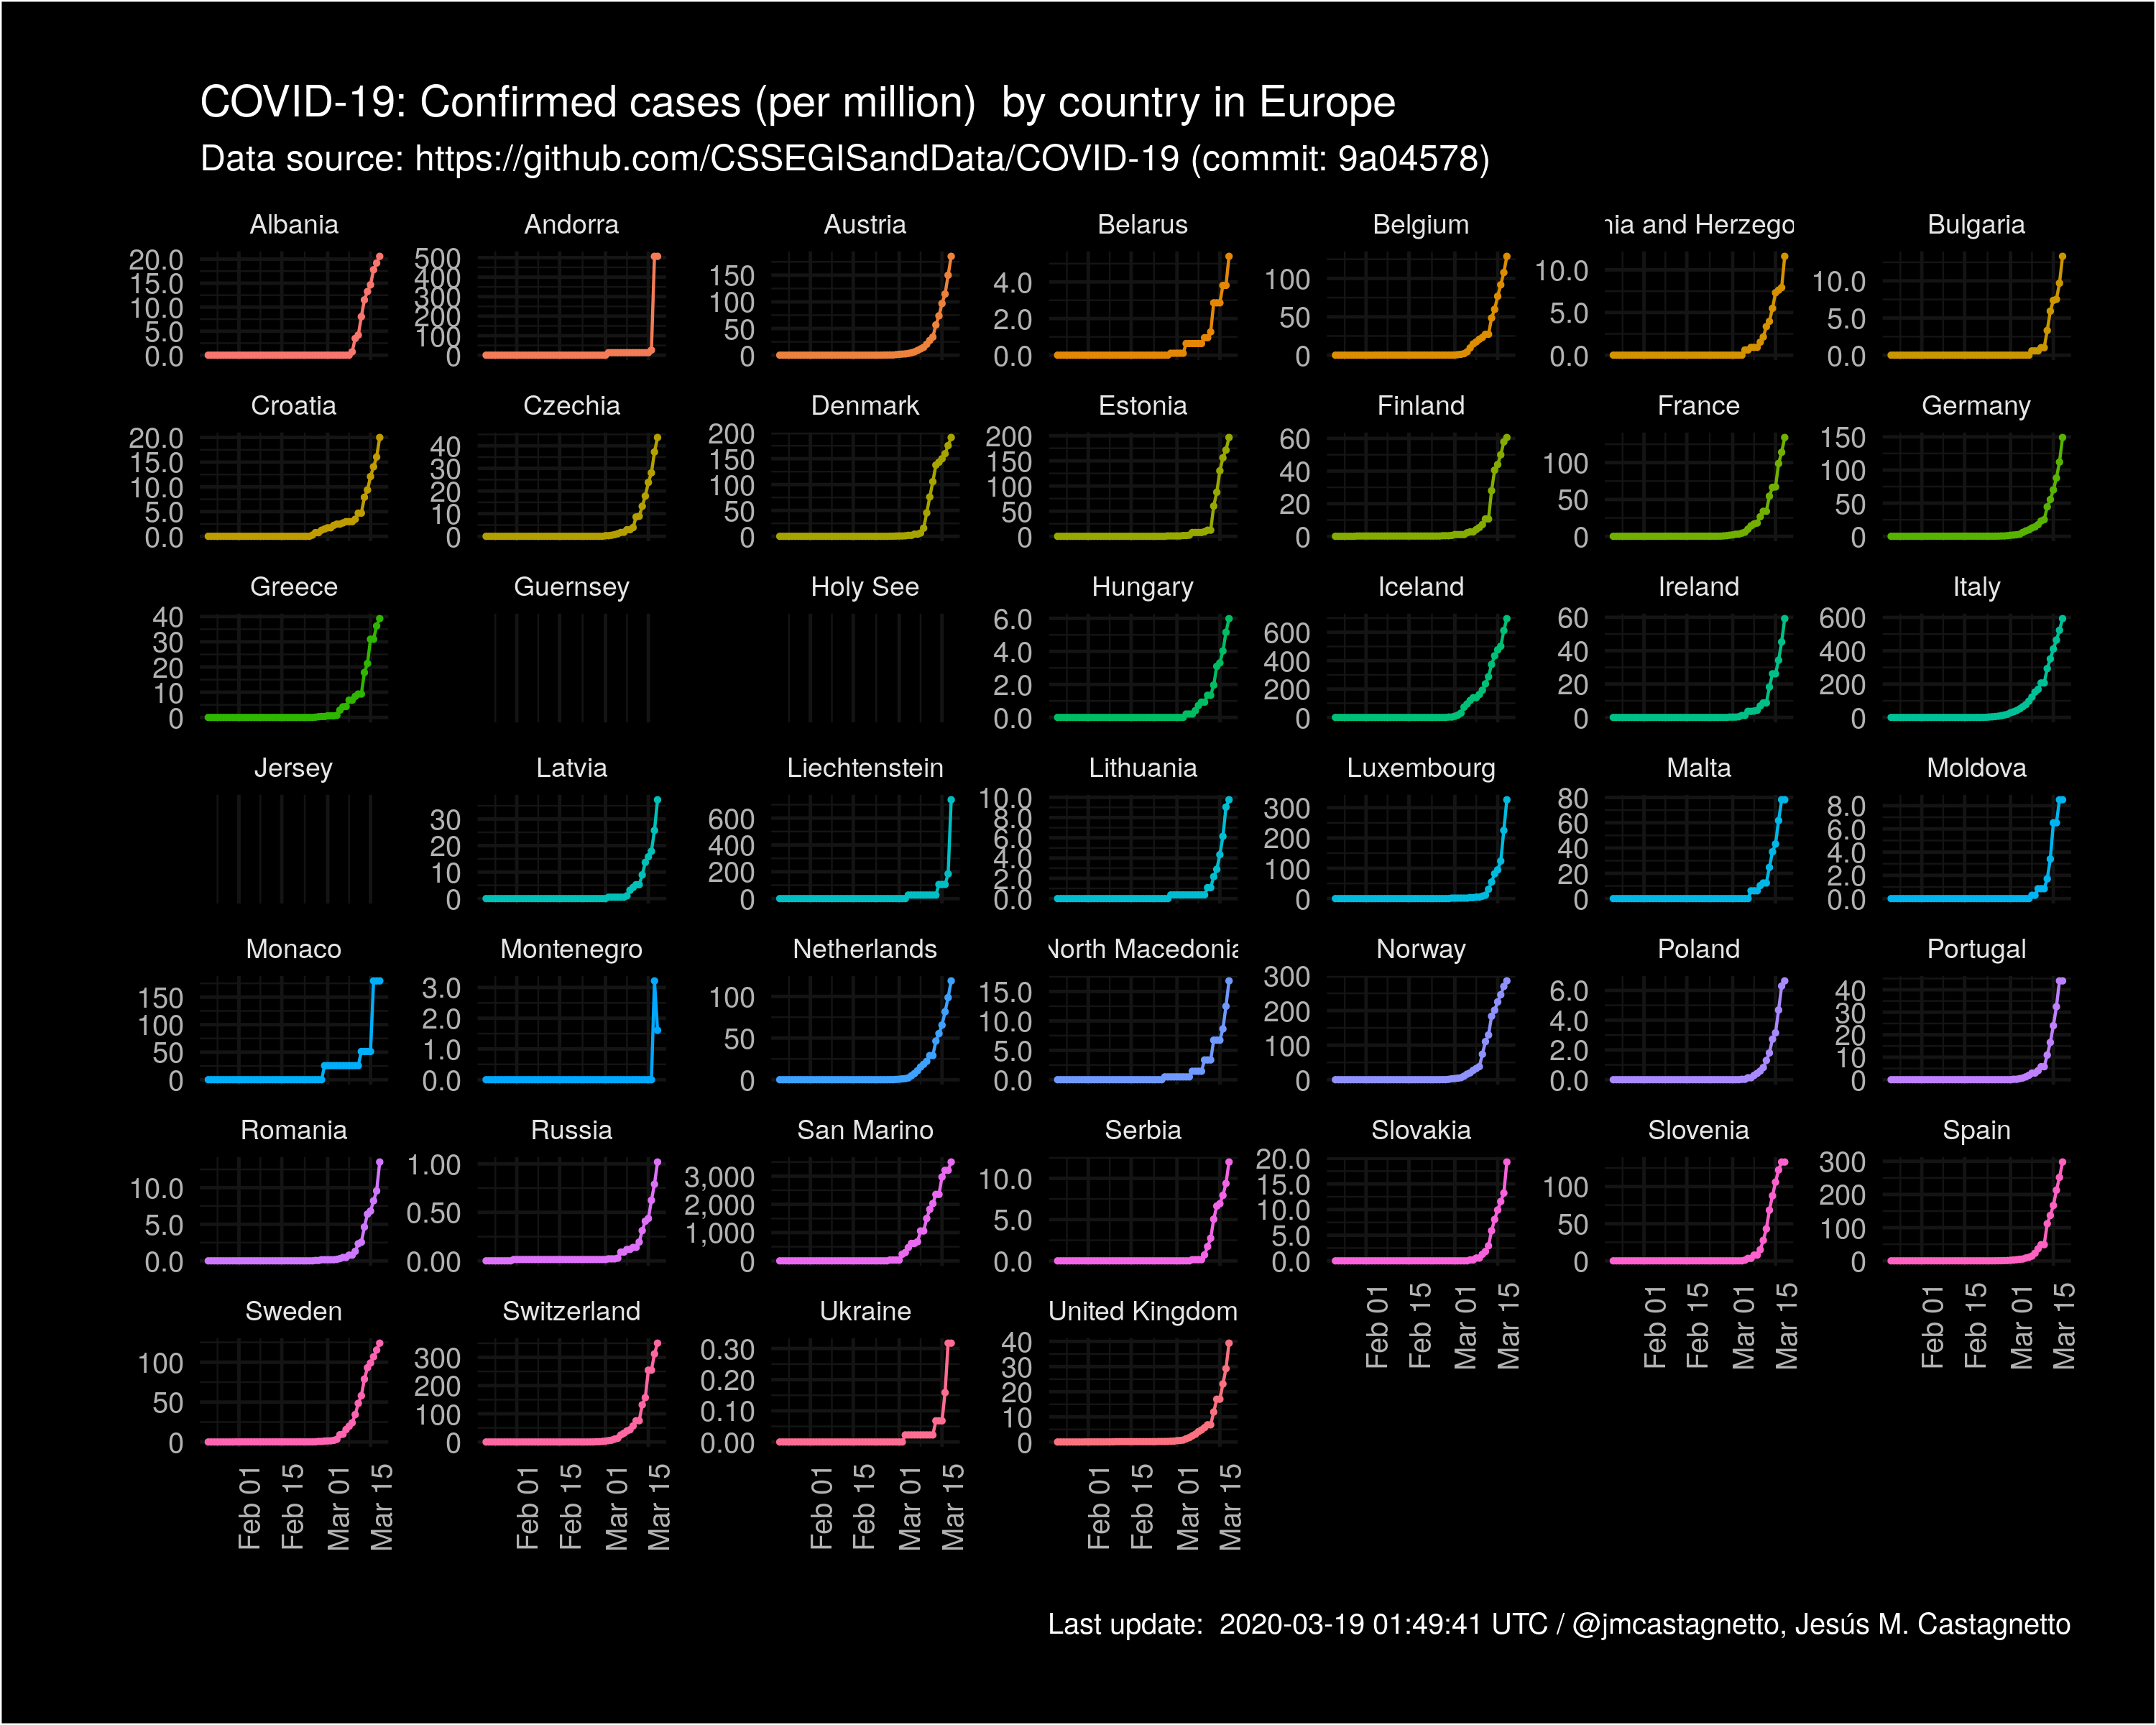 COVID-19: Confirmed cases (per million)  by country in Europe
Data source: https://github.com/CSSEGISandData/COVID-19 (commit: 9a04578)
Albania Andorra Austria Belarus Belgium nia and Herzego Bulgaria
20.0 15.0 10.0 5.0 0.0
500 400 300 200 100 0
150 100 50 0
4.0 2.0 0.0
100 50 0
10.0 5.0 0.0
10.0 5.0 0.0
Croatia Czechia Denmark Estonia Finland France Germany
20.0 15.0 10.0 5.0 0.0
40 30 20 10 0
200 150 100 50 0
200 150 100 50 0
60 40 20 0
100 50 0
150 100 50 0
Greece Guernsey Holy See Hungary Iceland Ireland Italy
40 30 20 10 0
6.0 4.0 2.0 0.0
600 400 200 0
60 40 20 0
600 400 200 0
Jersey Latvia Liechtenstein Lithuania Luxembourg Malta Moldova
30 20 10 0
600 400 200 0
10.0 8.0 6.0 4.0 2.0 0.0
300 200 100 0
80 60 40 20 0
8.0 6.0 4.0 2.0 0.0
Monaco Montenegro Netherlands North Macedonia Norway Poland Portugal
150 100 50 0
3.0 2.0 1.0 0.0
100 50 0
15.0 10.0 5.0 0.0
300 200 100 0
6.0 4.0 2.0 0.0
40 30 20 10 0
Romania Russia San Marino Serbia Slovakia Slovenia Spain
10.0 5.0 0.0
1.00 0.50 0.00
3,000 2,000 1,000 0
10.0 5.0 0.0
20.0 15.0 10.0 5.0 0.0
100 50 0
300 200 100 0
Feb 01 Feb 15 Mar 01 Mar 15
Feb 01 Feb 15 Mar 01 Mar 15
Feb 01 Feb 15 Mar 01 Mar 15
Sweden Switzerland Ukraine United Kingdom
100 50 0
300 200 100 0
0.30 0.20 0.10 0.00
40 30 20 10 0
Feb 01 Feb 15 Mar 01 Mar 15
Feb 01 Feb 15 Mar 01 Mar 15
Feb 01 Feb 15 Mar 01 Mar 15
Feb 01 Feb 15 Mar 01 Mar 15
Last update:  2020-03-19 01:49:41 UTC / @jmcastagnetto, Jesús M. Castagnetto